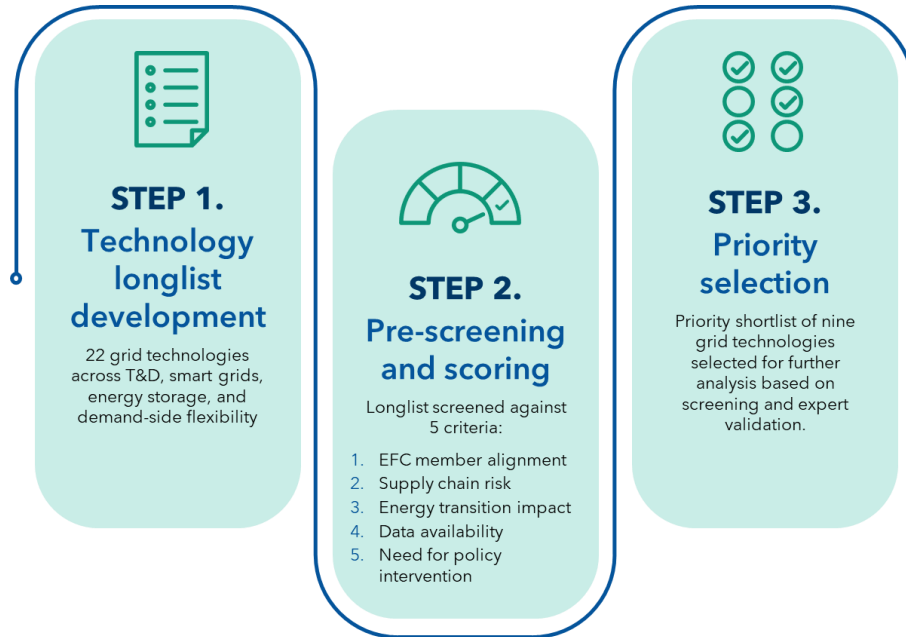 STEP 1.
Technology
longlist
development
22 grid technologies
across T&D, smart grids,
energy storage, and
demand-side flexibility
STEP 2.
Pre-screening
and scoring
Longlist screened against
5 criteria:
1. EFC member alignment
2. Supply chain risk
3. Energy transition impact
4. Data availability
5. Need for policy
intervention
STEP 3.
Priority
selection
Priority shortlist of nine
grid technologies
selected for further
analysis based on
screening and expert
validation.